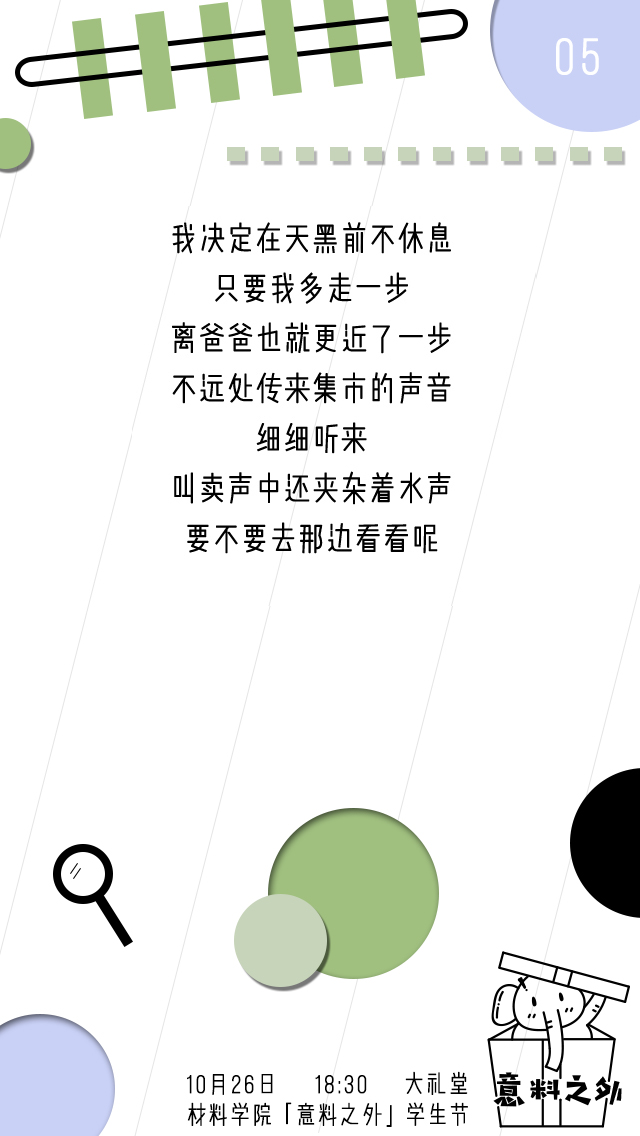 05
我决定在天黑前不休息
只要我多走一步
离爸爸也就更近了一步
不远处传来集市的声音
细细听来
叫卖声中还夹杂着水声
要不要去那边看看呢
10月26日 18:30 大礼堂
材料学院「意料之外」学生节
意料之外